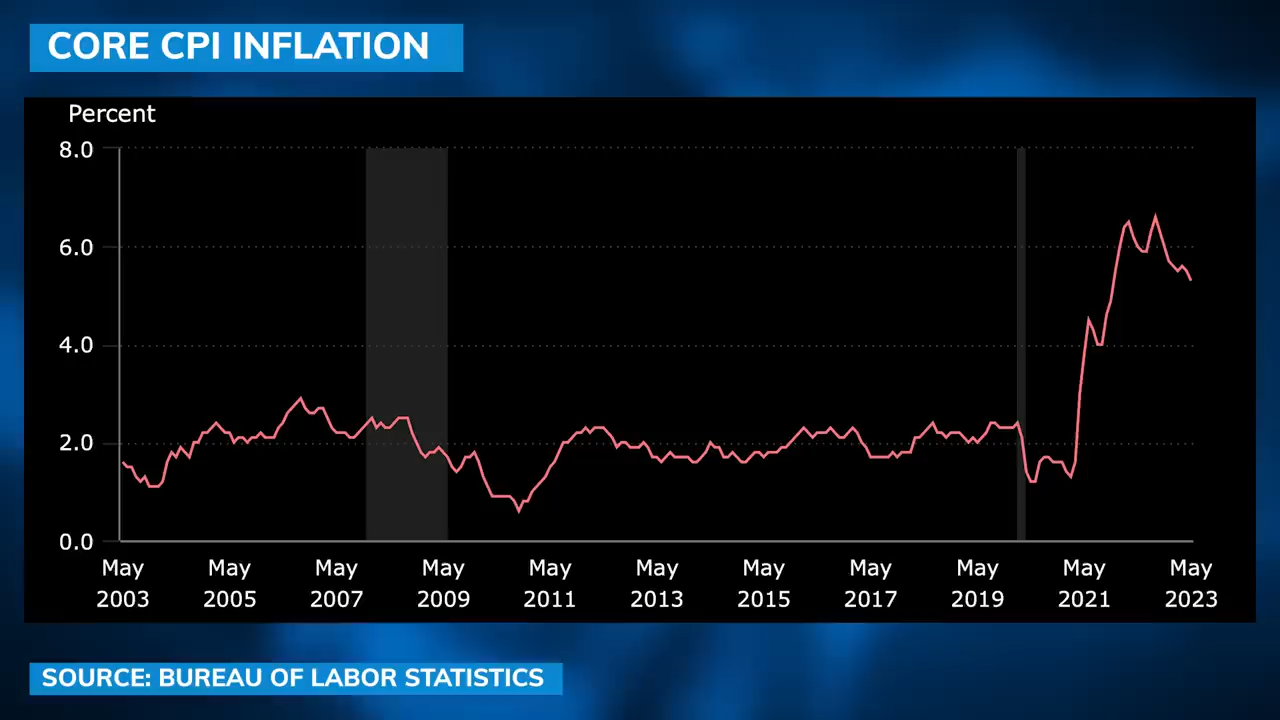 CORE CPI INFLATION
Percent
8.0
6.0
4.0
2.0
0.0
May May May May May May May May May May May
2003 2005 2007 2009 2011 2013 2015 2017 2019 2021 2023
SOURCE: BUREAU OF LABOR STATISTICS